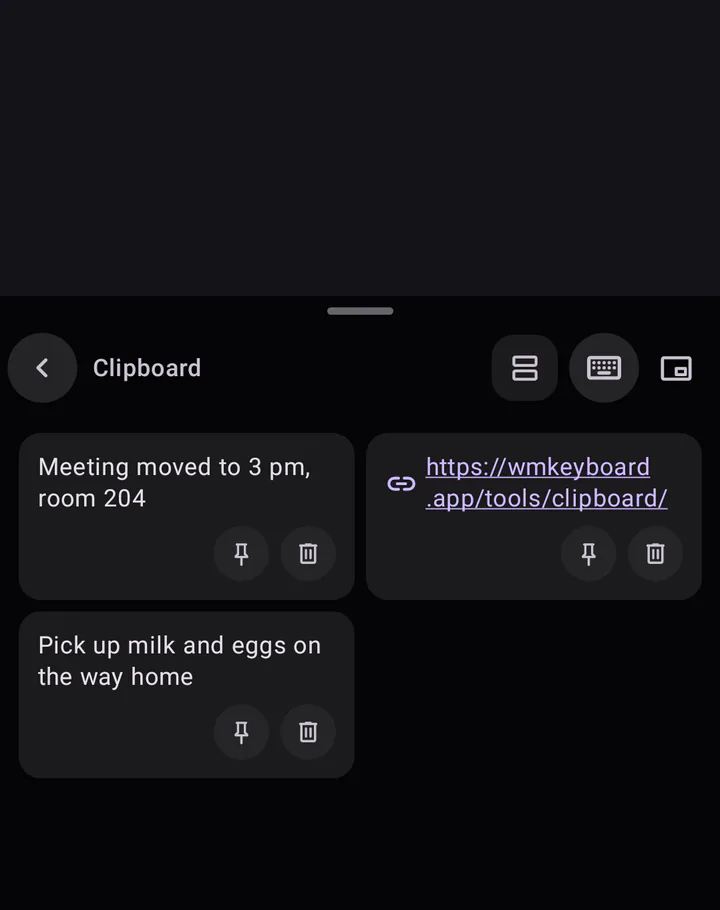 Clipboard
Meeting moved to 3 pm,
room 204
https://wmkeyboard
.app/tools/clipboard/
Pick up milk and eggs on
the way home